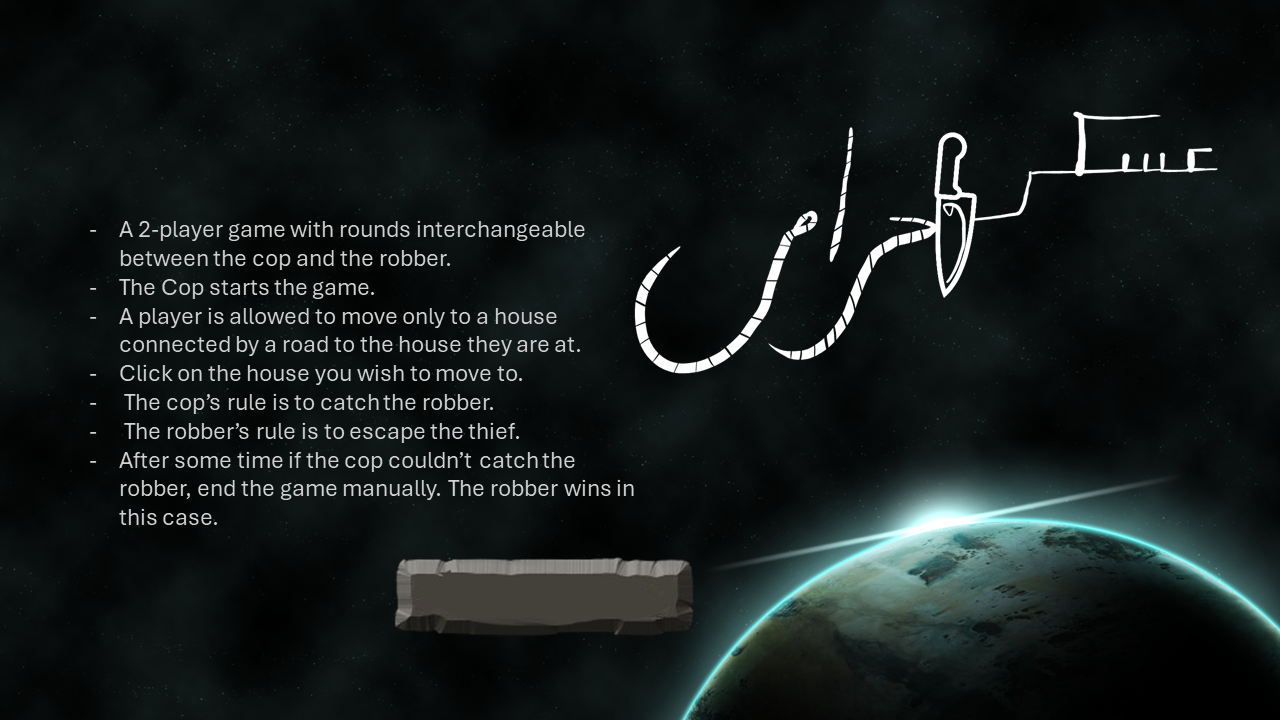 - A 2-player game with rounds interchangeable
between the cop and the robber.
- The Cop starts the game.
- A player is allowed to move only to a house
connected by a road to the house they are at.
- Click on the house you wish to move to.
- The cop’s rule is to catch the robber.
- The robber’s rule is to escape the thief.
- After some time if the cop couldn’t catch the
robber, end the game manually. The robber wins in
this case.